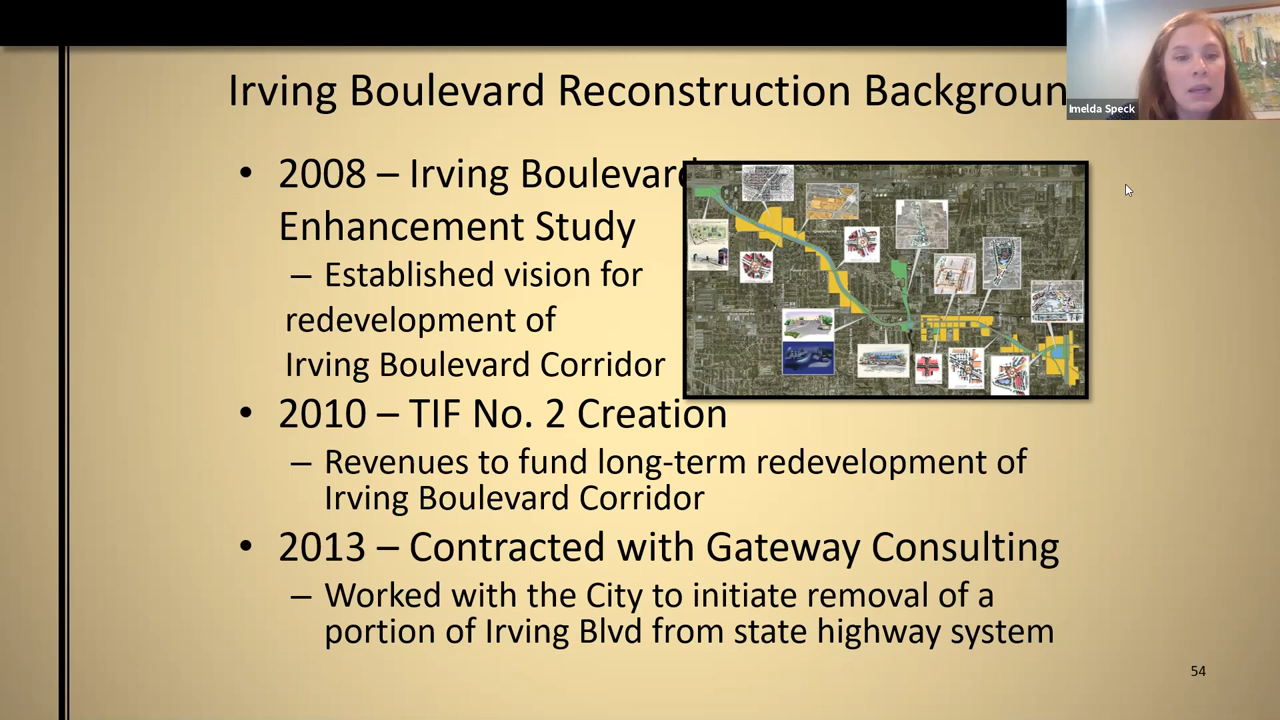 Irving Boulevard Reconstruction Backgroun
Imelda Speck
• 2008 – Irving Boulevard
Enhancement Study
– Established vision for
redevelopment of
Irving Boulevard Corridor
• 2010 – TIF No. 2 Creation
– Revenues to fund long-term redevelopment of
Irving Boulevard Corridor
• 2013 – Contracted with Gateway Consulting
– Worked with the City to initiate removal of a
portion of Irving Blvd from state highway system
54